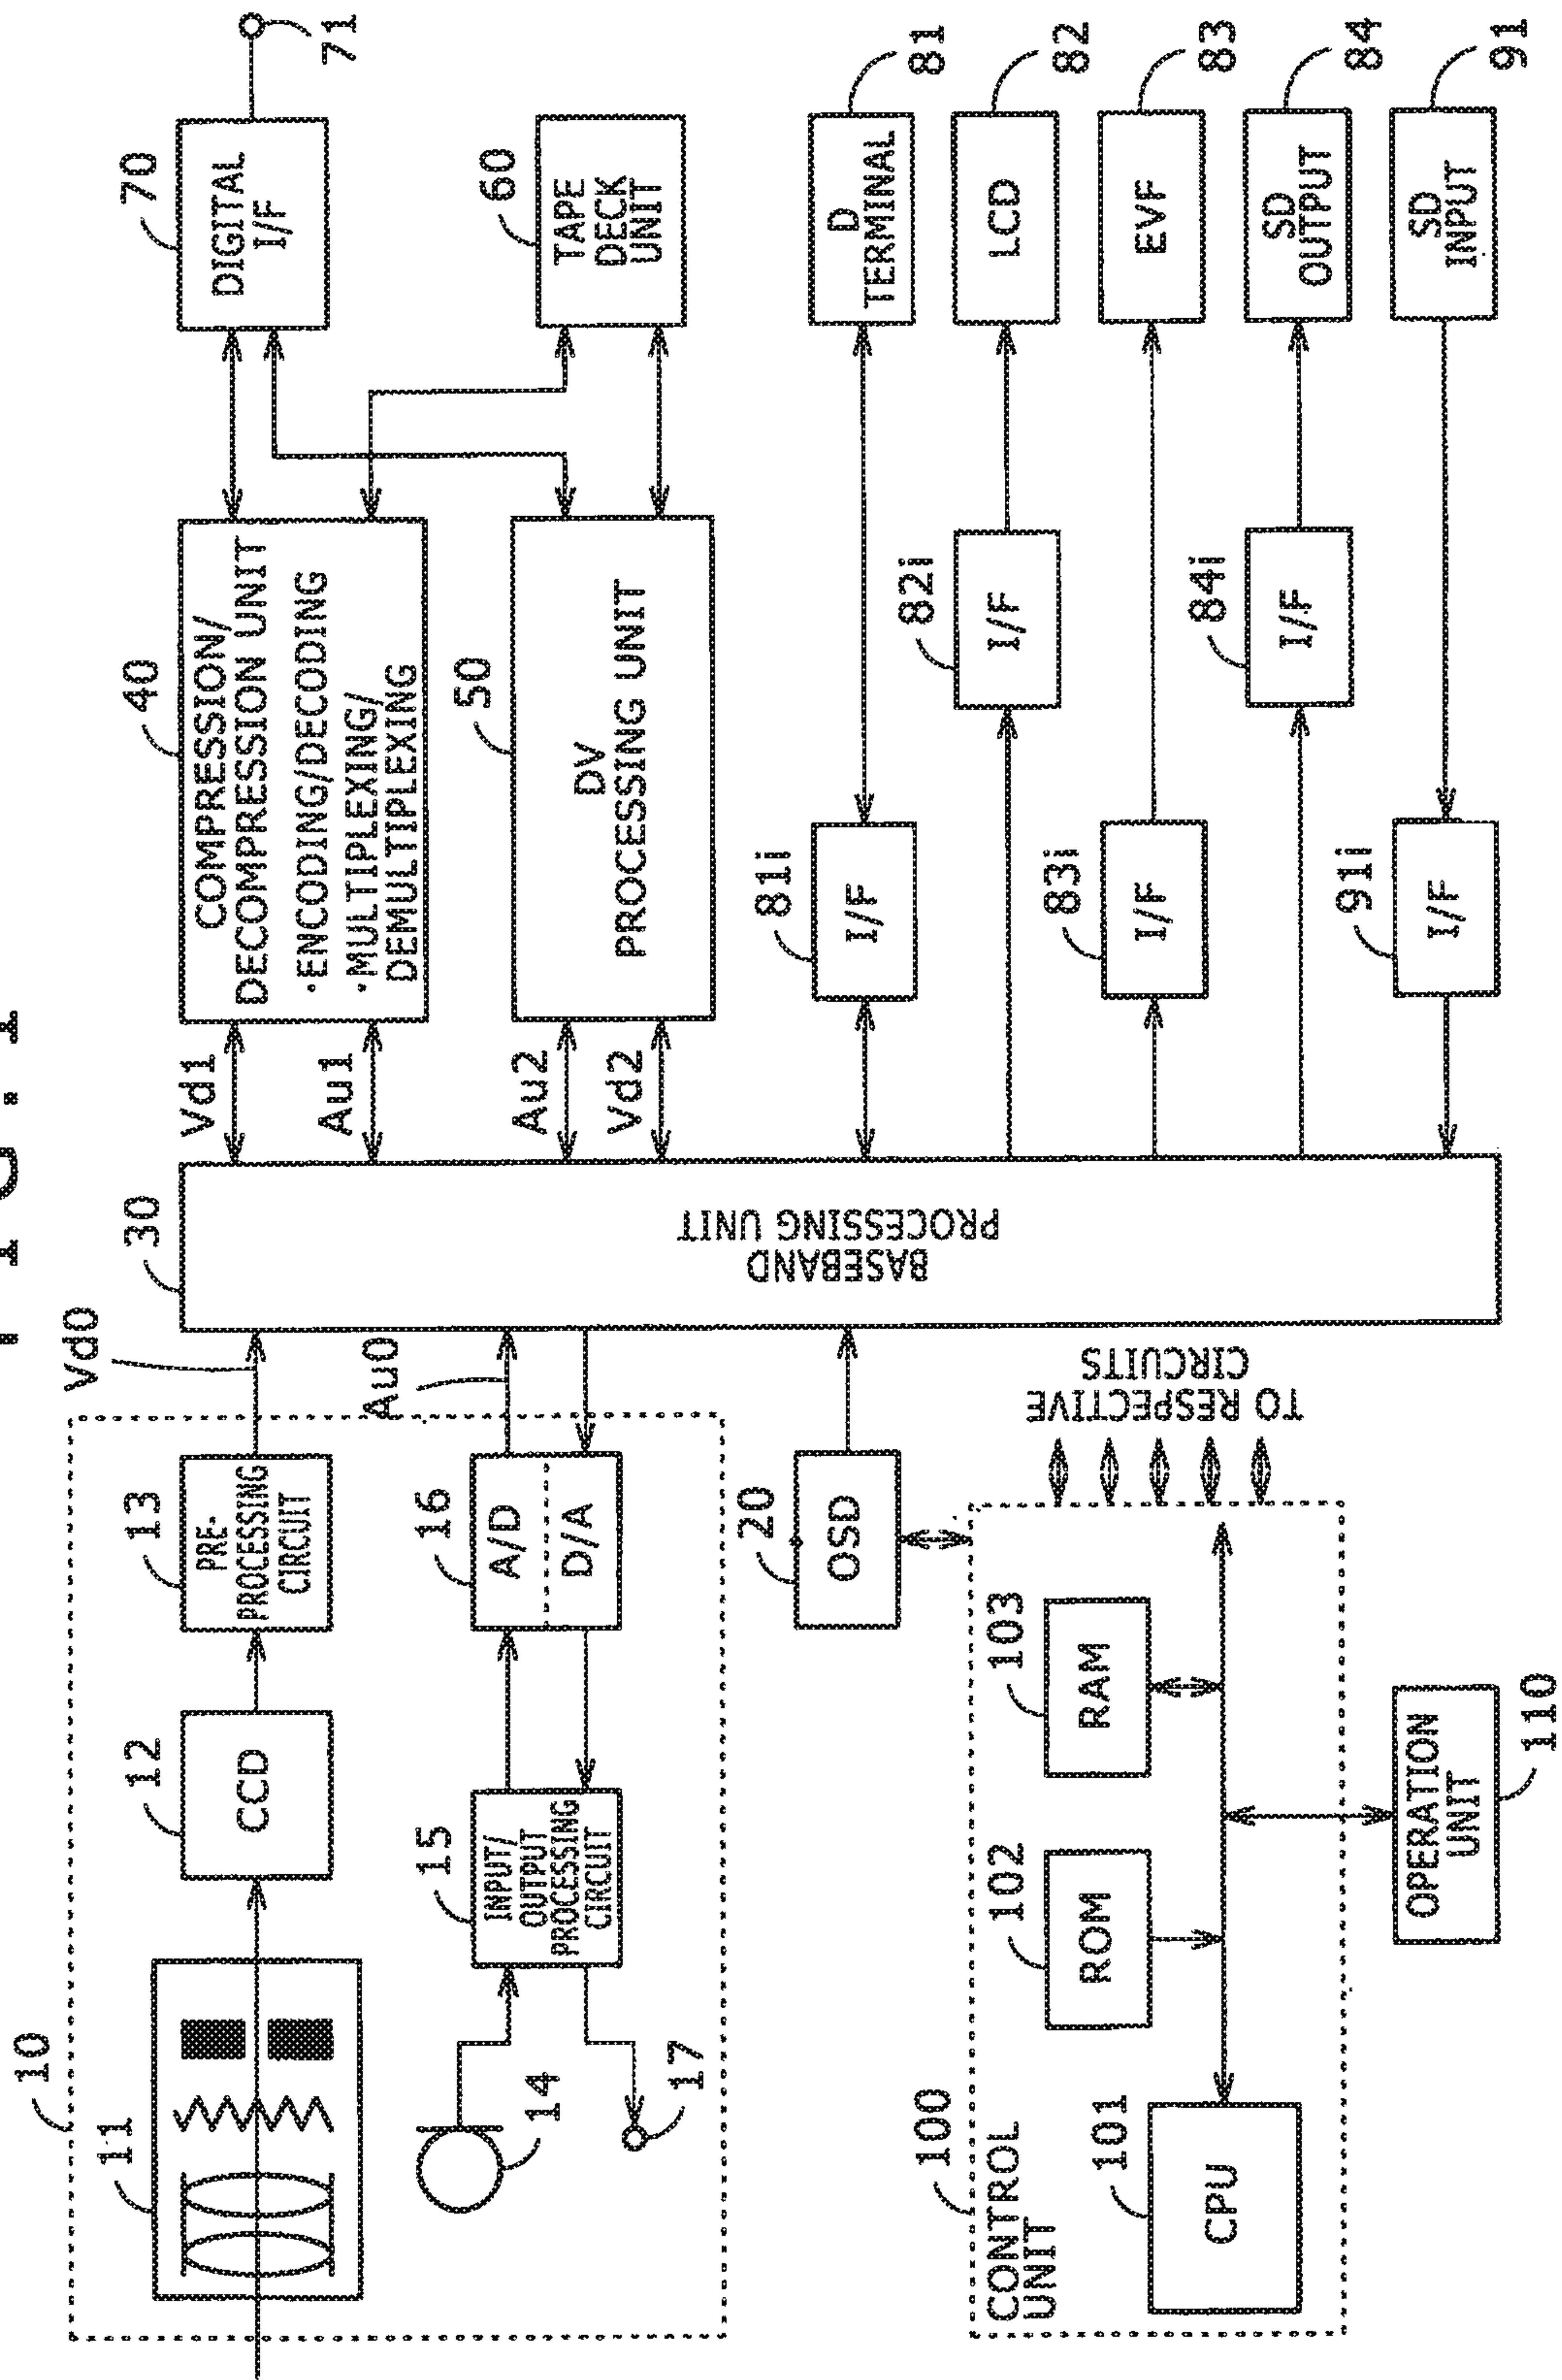 10
11
12
CCD
13
PRE-
PROCESSING
CIRCUIT
Vd0
14
15
INPUT/
OUTPUT
PROCESSING
CIRCUIT
16
A/D
D/A
17
Au0
20
OSD
30
BASEBAND
PROCESSING UNIT
Vd1
Au1
40
COMPRESSION/
DECOMPRESSION UNIT
·ENCODING/DECODING
·MULTIPLEXING/
DEMULTIPLEXING
Au2
Vd2
50
DV
PROCESSING UNIT
70
DIGITAL
I/F
71
60
TAPE
DECK
UNIT
81i
I/F
D
TERMINAL
81
82i
I/F
LCD
82
83i
I/F
EVF
83
84i
I/F
SD
OUTPUT
84
91i
I/F
SD
INPUT
91
100
CONTROL
UNIT
101
CPU
102
ROM
103
RAM
TO RESPECTIVE
CIRCUITS
OPERATION
UNIT
110